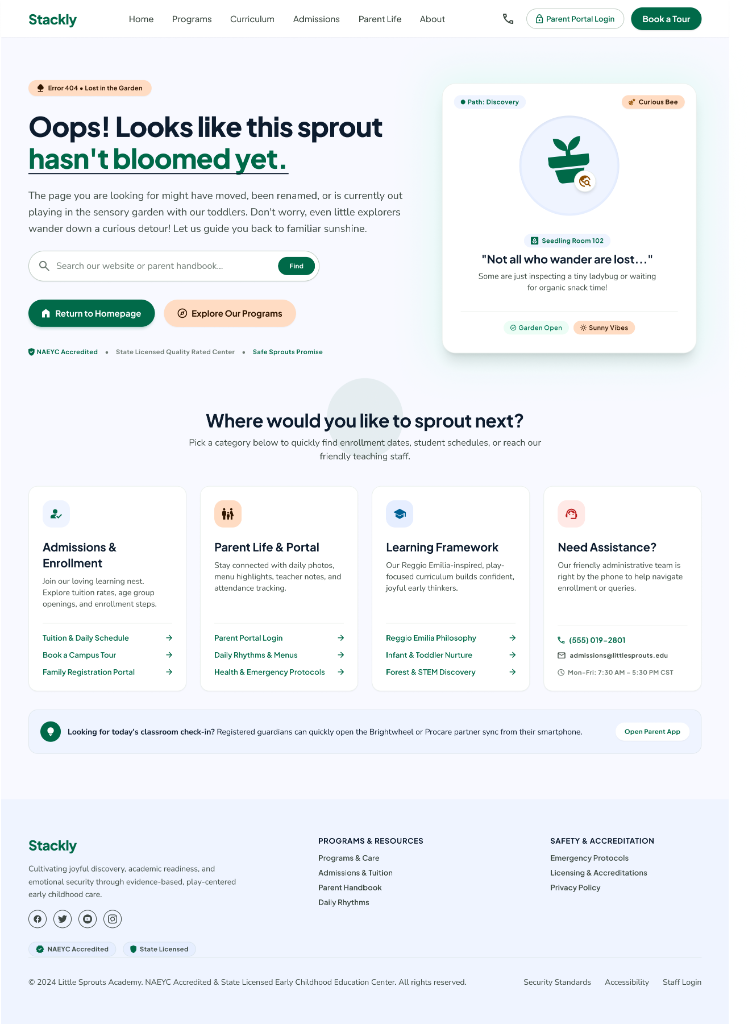 Stackly
Home Programs Curriculum Admissions Parent Life About
Parent Portal Login
Book a Tour
Error 404 • Lost in the Garden
Oops! Looks like this sprout
hasn't bloomed yet.
The page you are looking for might have moved, been renamed, or is currently out
playing in the sensory garden with our toddlers. Don't worry, even little explorers
wander down a curious detour! Let us guide you back to familiar sunshine.
Search our website or parent handbook...
Find
Return to Homepage
Explore Our Programs
NAEYC Accredited • State Licensed Quality Rated Center • Safe Sprouts Promise
Path: Discovery
Curious Bee
Seedling Room 102
"Not all who wander are lost..."
Some are just inspecting a tiny ladybug or waiting
for organic snack time!
Garden Open
Sunny Vibes
Where would you like to sprout next?
Pick a category below to quickly find enrollment dates, student schedules, or reach our
friendly teaching staff.
Admissions &
Enrollment
Join our loving learning nest.
Explore tuition rates, age group
openings, and enrollment steps.
Tuition & Daily Schedule
Book a Campus Tour
Family Registration Portal
Parent Life & Portal
Stay connected with daily photos,
menu highlights, teacher notes, and
attendance tracking.
Parent Portal Login
Daily Rhythms & Menus
Health & Emergency Protocols
Learning Framework
Our Reggio Emilia-inspired, play-
focused curriculum builds confident,
joyful early thinkers.
Reggio Emilia Philosophy
Infant & Toddler Nurture
Forest & STEM Discovery
Need Assistance?
Our friendly administrative team is
right by the phone to help navigate
enrollment or queries.
(555) 019-2801
admissions@littlesprouts.edu
Mon-Fri: 7:30 AM - 5:30 PM CST
Looking for today's classroom check-in? Registered guardians can quickly open the Brightwheel or Procare partner sync from their smartphone.
Open Parent App
Stackly
Cultivating joyful discovery, academic readiness, and
emotional security through evidence-based, play-centered
early childhood care.
NAEYC Accredited
State Licensed
PROGRAMS & RESOURCES
Programs & Care
Admissions & Tuition
Parent Handbook
Daily Rhythms
SAFETY & ACCREDITATION
Emergency Protocols
Licensing & Accreditations
Privacy Policy
© 2024 Little Sprouts Academy. NAEYC Accredited & State Licensed Early Childhood Education Center. All rights reserved.
Security Standards Accessibility Staff Login